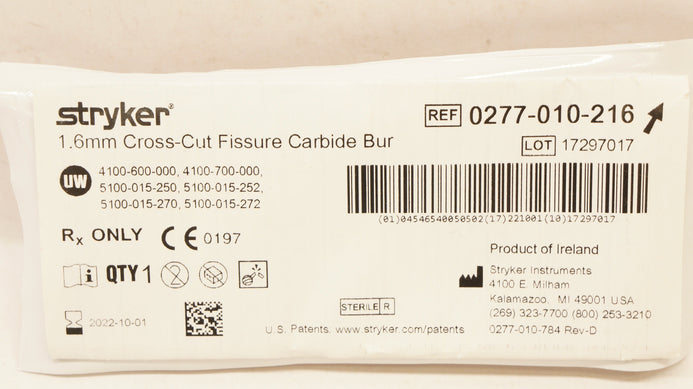 stryker®
REF 0277-010-216
1.6mm Cross-Cut Fissure Carbide Bur
LOT 17297017
UW
4100-600-000, 4100-700-000,
5100-015-250, 5100-015-252,
5100-015-270, 5100-015-272
(01)04546540050502(17)221001(10)17297017
Rx ONLY CE 0197
QTY 1
2
2022-10-01
STERILE R
U.S. Patents: www.stryker.com/patents
Product of Ireland
Stryker Instruments
4100 E. Milham
Kalamazoo, MI 49001 USA
(269) 323-7700 (800) 253-3210
0277-010-784 Rev-D